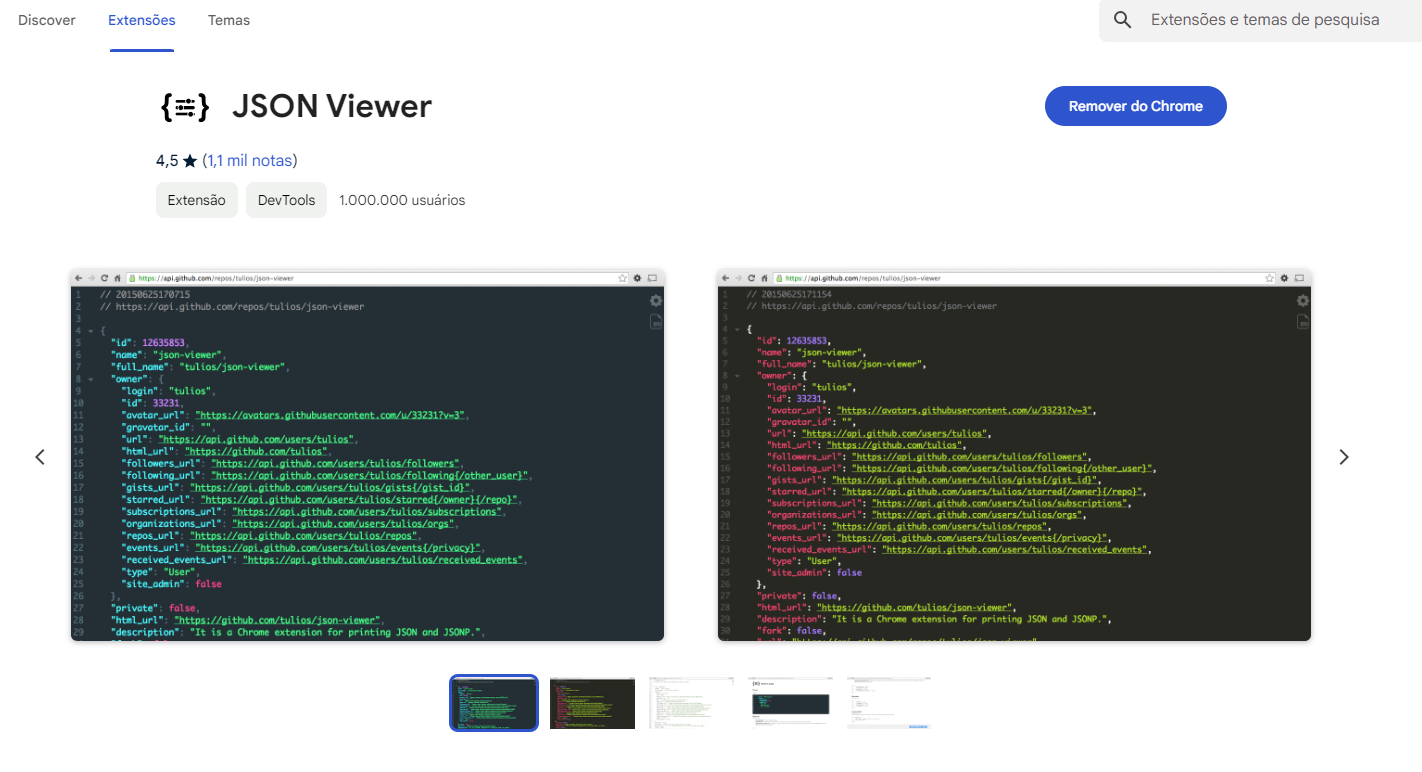 Discover Extensões Temas
Extensões e temas de pesquisa
JSON Viewer
Remover do Chrome
4,5 ★ (1,1 mil notas)
Extensão DevTools 1.000.000 usuários
https://api.github.com/repos/tulios/json-viewer
1 // 20150625170715
2 // https://api.github.com/repos/tulios/json-viewer
3
4 {
5 "id": 12635853,
6 "name": "json-viewer",
7 "full_name": "tulios/json-viewer",
8 "owner": {
9 "login": "tulios",
10 "id": 33231,
11 "avatar_url": "https://avatars.githubusercontent.com/u/33231?v=3",
12 "gravatar_id": "",
13 "url": "https://api.github.com/users/tulios",
14 "html_url": "https://github.com/tulios",
15 "followers_url": "https://api.github.com/users/tulios/followers",
16 "following_url": "https://api.github.com/users/tulios/following{/other_user}",
17 "gists_url": "https://api.github.com/users/tulios/gists{/gist_id}",
18 "starred_url": "https://api.github.com/users/tulios/starred{/owner}{/repo}",
19 "subscriptions_url": "https://api.github.com/users/tulios/subscriptions",
20 "organizations_url": "https://api.github.com/users/tulios/orgs",
21 "repos_url": "https://api.github.com/users/tulios/repos",
22 "events_url": "https://api.github.com/users/tulios/events{/privacy}",
23 "received_events_url": "https://api.github.com/users/tulios/received_events",
24 "type": "User",
25 "site_admin": false
26 },
27 "private": false,
28 "html_url": "https://github.com/tulios/json-viewer",
29 "description": "It is a Chrome extension for printing JSON and JSONP.",
https://api.github.com/repos/tulios/json-viewer
1 // 20150625171154
2 // https://api.github.com/repos/tulios/json-viewer
3
4 {
5 "id": 12635853,
6 "name": "json-viewer",
7 "full_name": "tulios/json-viewer",
8 "owner": {
9 "login": "tulios",
10 "id": 33231,
11 "avatar_url": "https://avatars.githubusercontent.com/u/33231?v=3",
12 "gravatar_id": "",
13 "url": "https://api.github.com/users/tulios",
14 "html_url": "https://github.com/tulios",
15 "followers_url": "https://api.github.com/users/tulios/followers",
16 "following_url": "https://api.github.com/users/tulios/following{/other_user}",
17 "gists_url": "https://api.github.com/users/tulios/gists{/gist_id}",
18 "starred_url": "https://api.github.com/users/tulios/starred{/owner}{/repo}",
19 "subscriptions_url": "https://api.github.com/users/tulios/subscriptions",
20 "organizations_url": "https://api.github.com/users/tulios/orgs",
21 "repos_url": "https://api.github.com/users/tulios/repos",
22 "events_url": "https://api.github.com/users/tulios/events{/privacy}",
23 "received_events_url": "https://api.github.com/users/tulios/received_events",
24 "type": "User",
25 "site_admin": false
26 },
27 "private": false,
28 "html_url": "https://github.com/tulios/json-viewer",
29 "description": "It is a Chrome extension for printing JSON and JSONP.",
30 "fork": false,